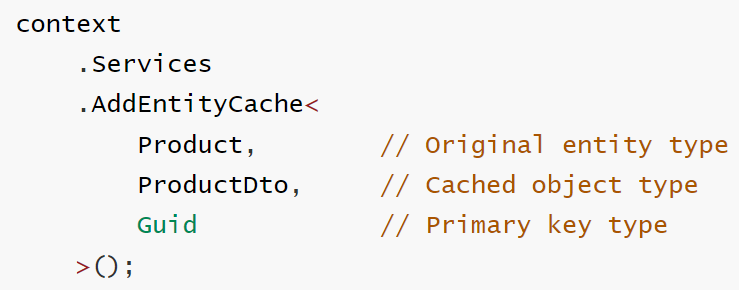 context
    .Services
    .AddEntityCache<
        Product,        // Original entity type
        ProductDto,     // Cached object type
        Guid            // Primary key type
    >();